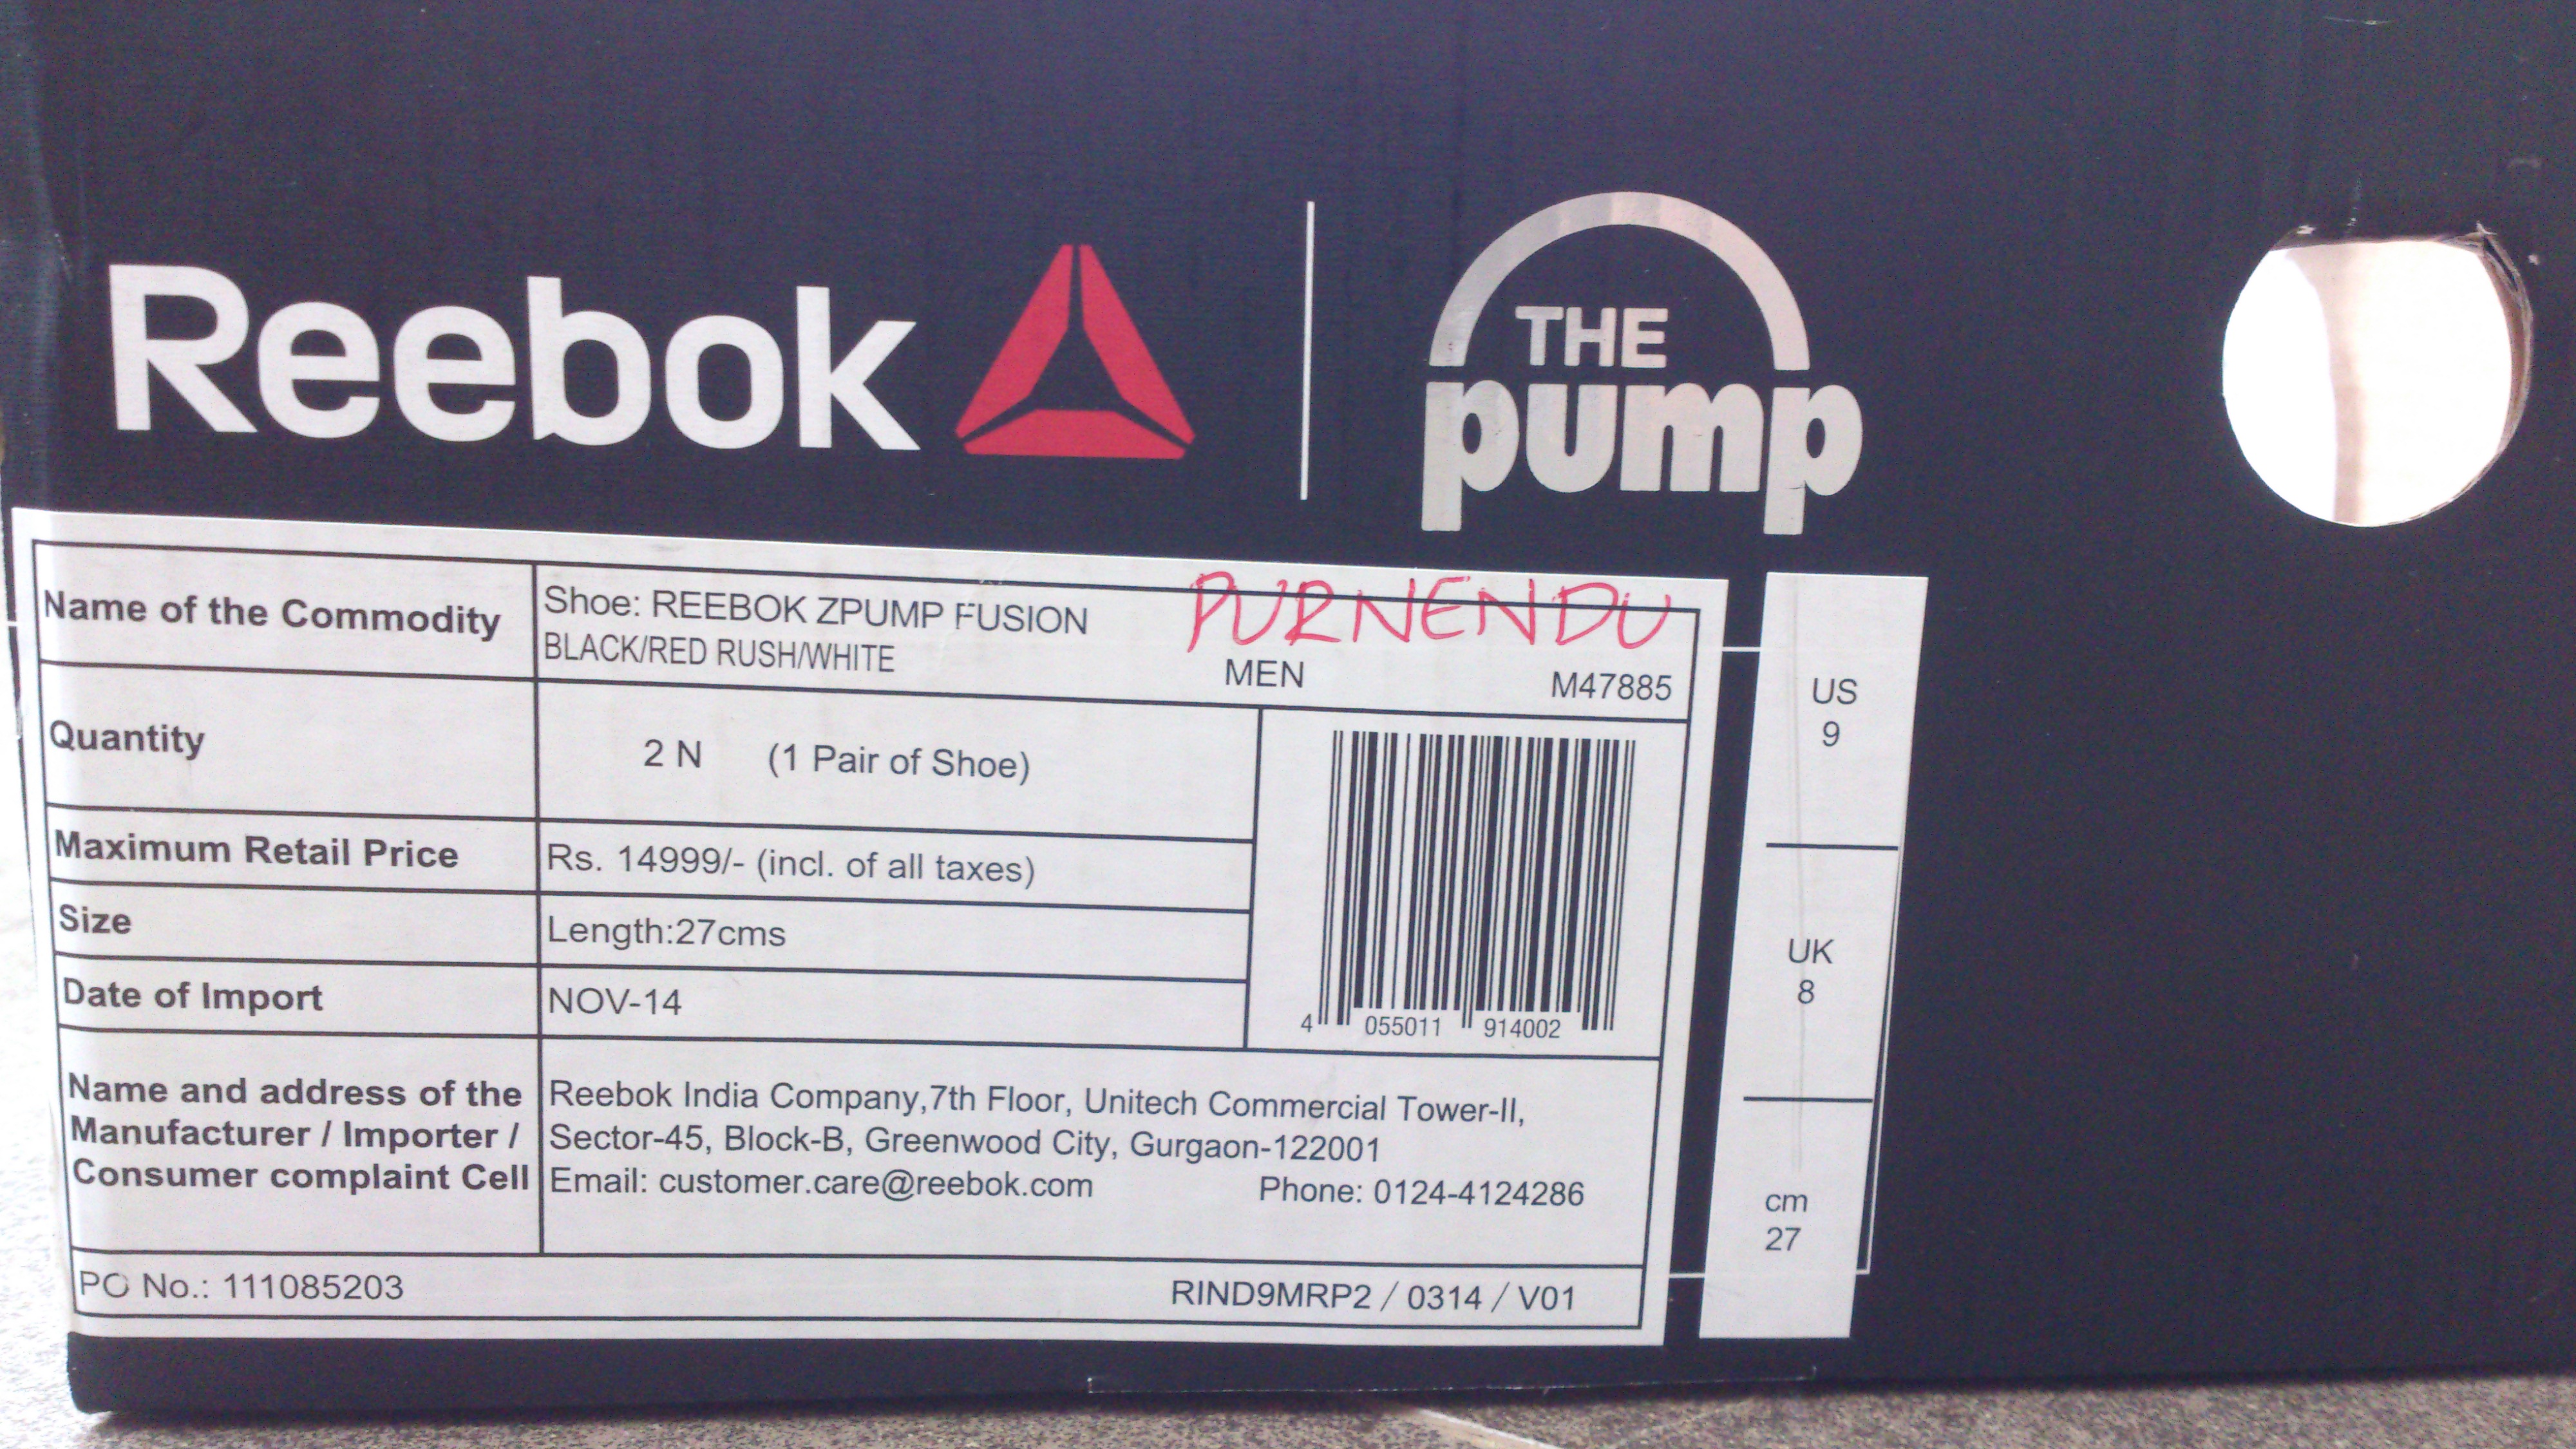 Reebok
THE
pump
PURNENDU
Name of the Commodity
Shoe: REEBOK ZPUMP FUSION
BLACK/RED RUSH/WHITE MEN M47885
Quantity
2 N (1 Pair of Shoe)
Maximum Retail Price
Rs. 14999/- (incl. of all taxes)
Size
Length:27cms
Date of Import
NOV-14
4 055011 914002
Name and address of the
Manufacturer / Importer /
Consumer complaint Cell
Reebok India Company,7th Floor, Unitech Commercial Tower-II,
Sector-45, Block-B, Greenwood City, Gurgaon-122001
Email: customer.care@reebok.com Phone: 0124-4124286
PO No.: 111085203 RIND9MRP2 / 0314 / V01
US
9
UK
8
cm
27